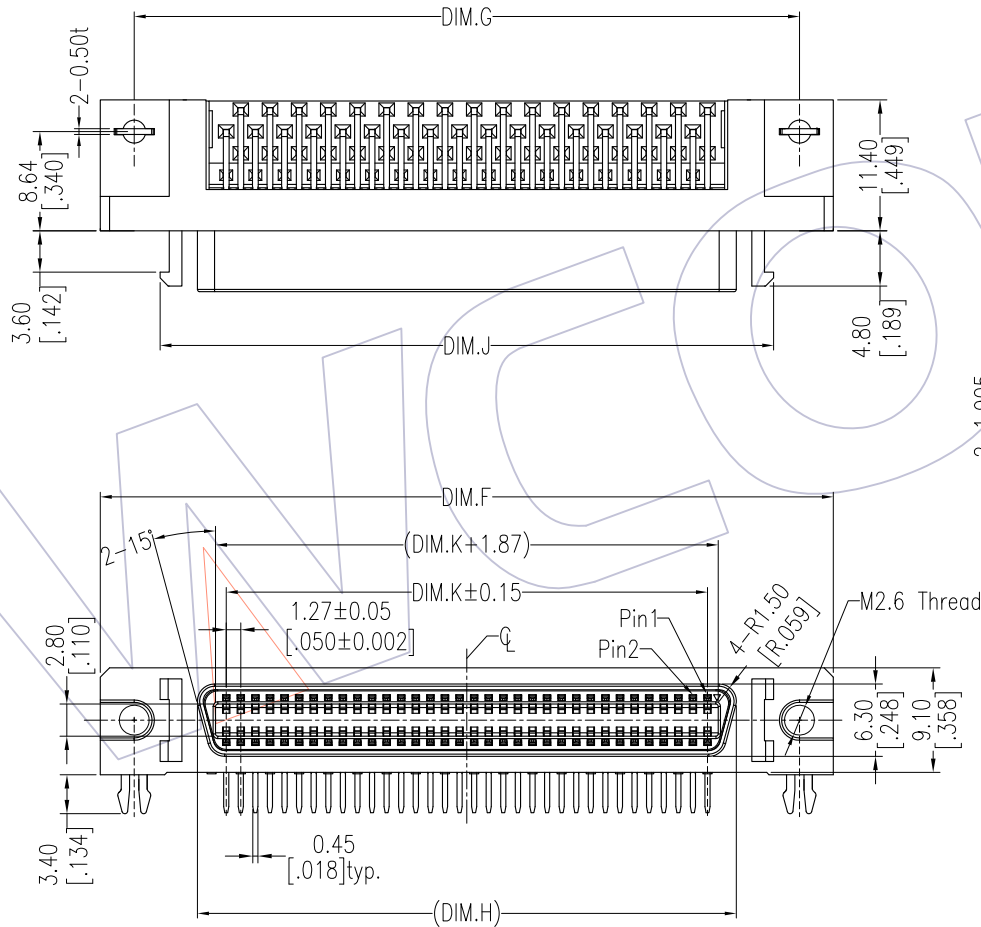 DIM.G
2-0.50t
8.64
[.340]
11.40
[.449]
3.60
[.142]
4.80
[.189]
DIM.J
DIM.F
2-15°
(DIM.K+1.87)
DIM.K±0.15
1.27±0.05
[.050±0.002]
℄
Pin1
Pin2
4-R1.50
[R.059]
M2.6 Thread
2.80
[.110]
6.30
[.248]
9.10
[.358]
3.40
[.134]
0.45
[.018]typ.
(DIM.H)
WCO